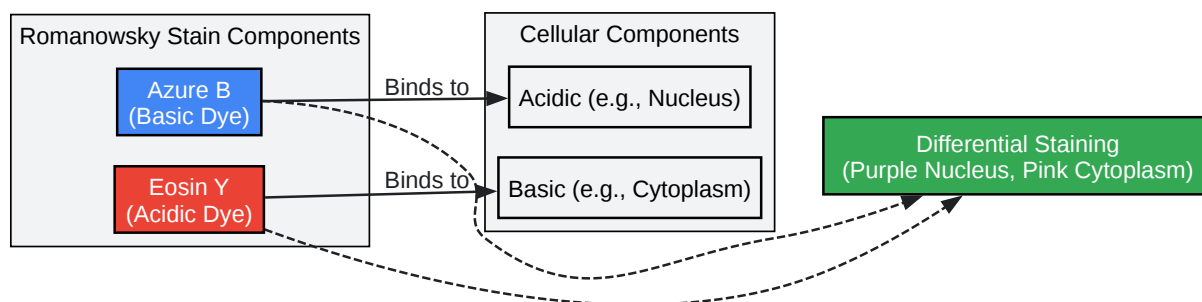 Romanowsky Stain Components
Azure B
(Basic Dye)
Eosin Y
(Acidic Dye)
Binds to
Binds to
Cellular Components
Acidic (e.g., Nucleus)
Basic (e.g., Cytoplasm)
Differential Staining
(Purple Nucleus, Pink Cytoplasm)